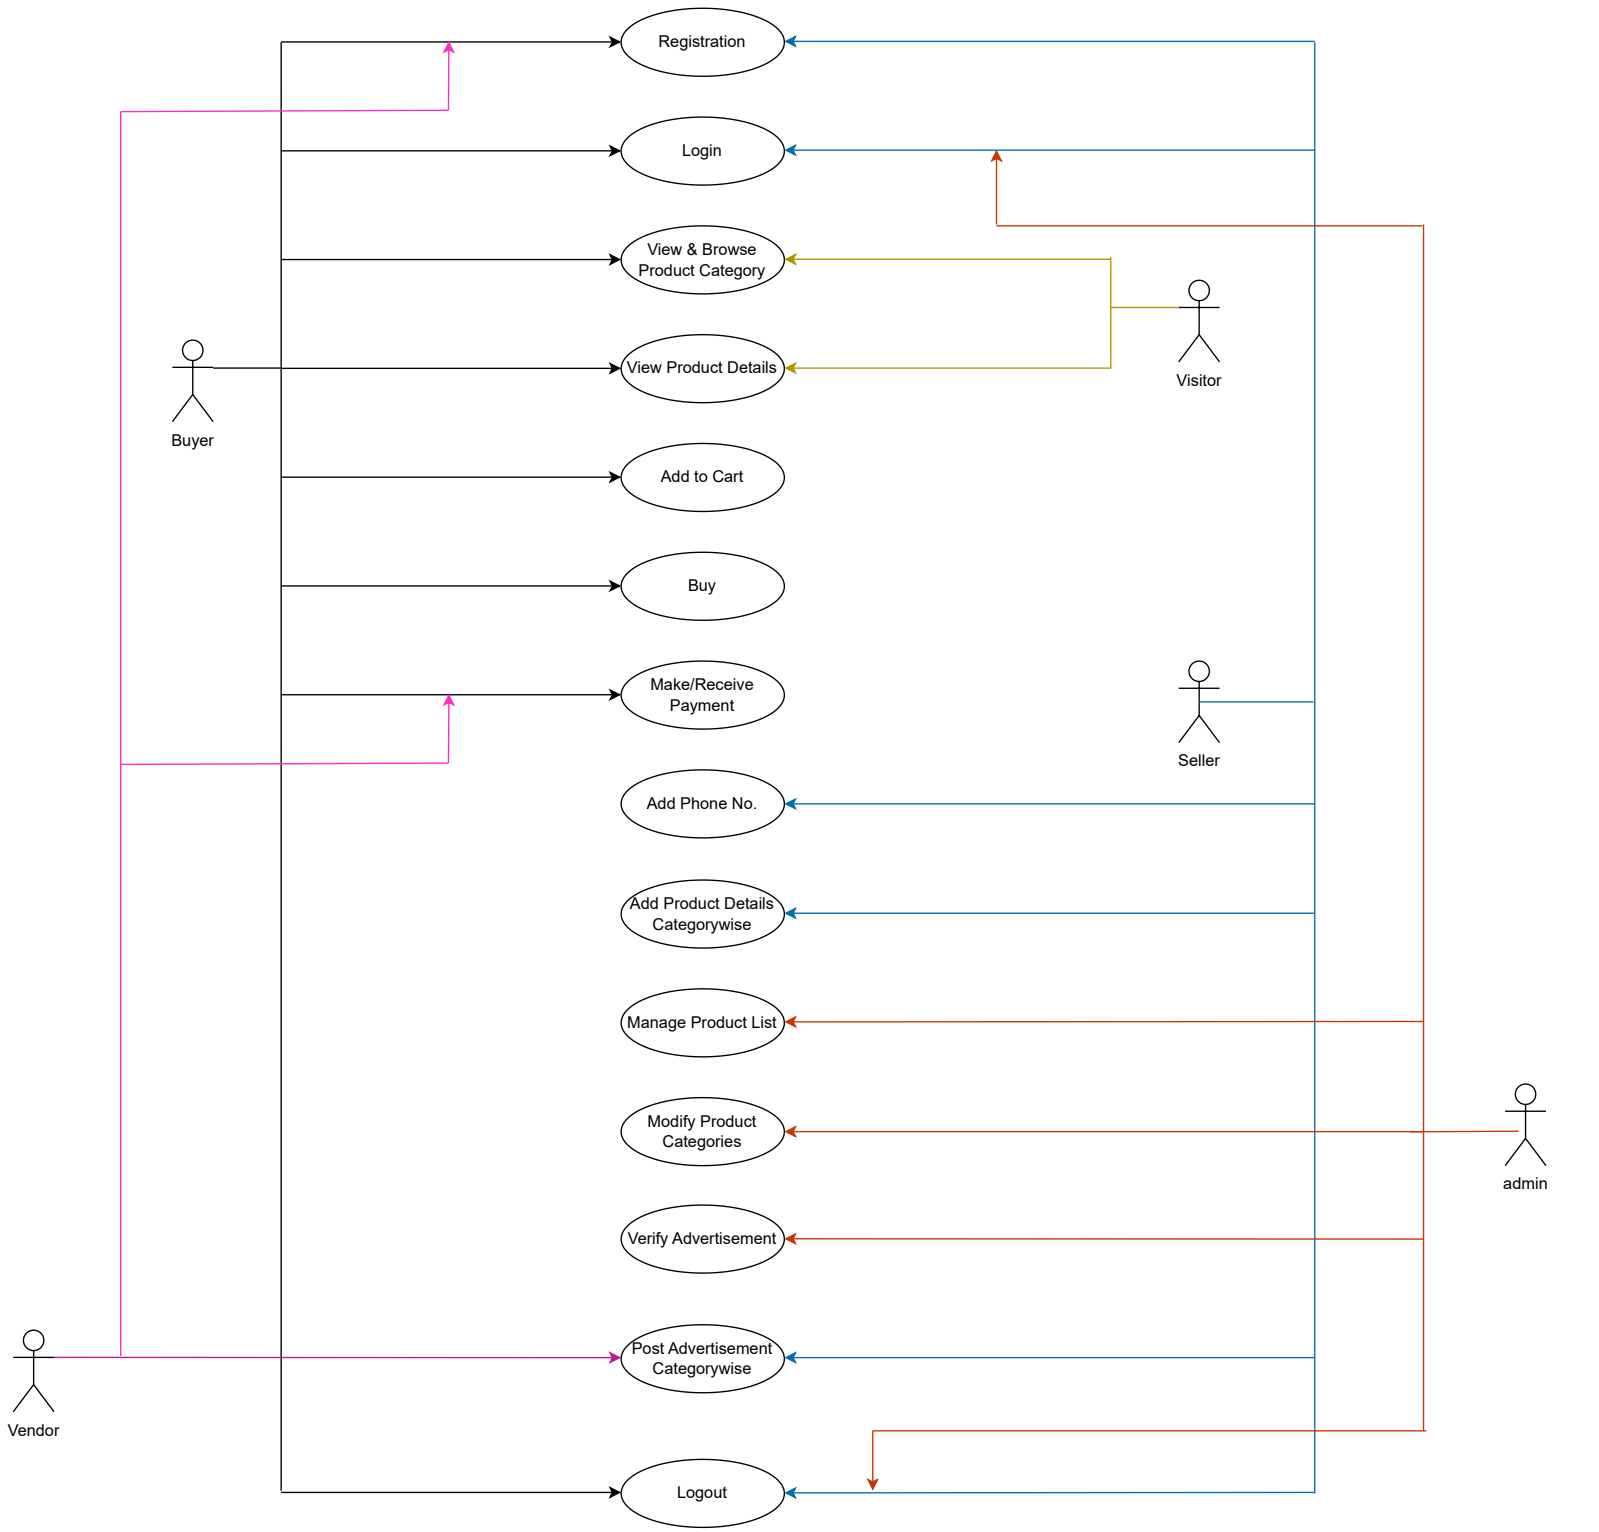 Registration
Login
View & Browse
Product Category
Visitor
View Product Details
Buyer
Add to Cart
Buy
Make/Receive
Payment
Seller
Add Phone No.
Add Product Details
Categorywise
Manage Product List
Modify Product
Categories
admin
Verify Advertisement
Post Advertisement
Categorywise
Vendor
Logout